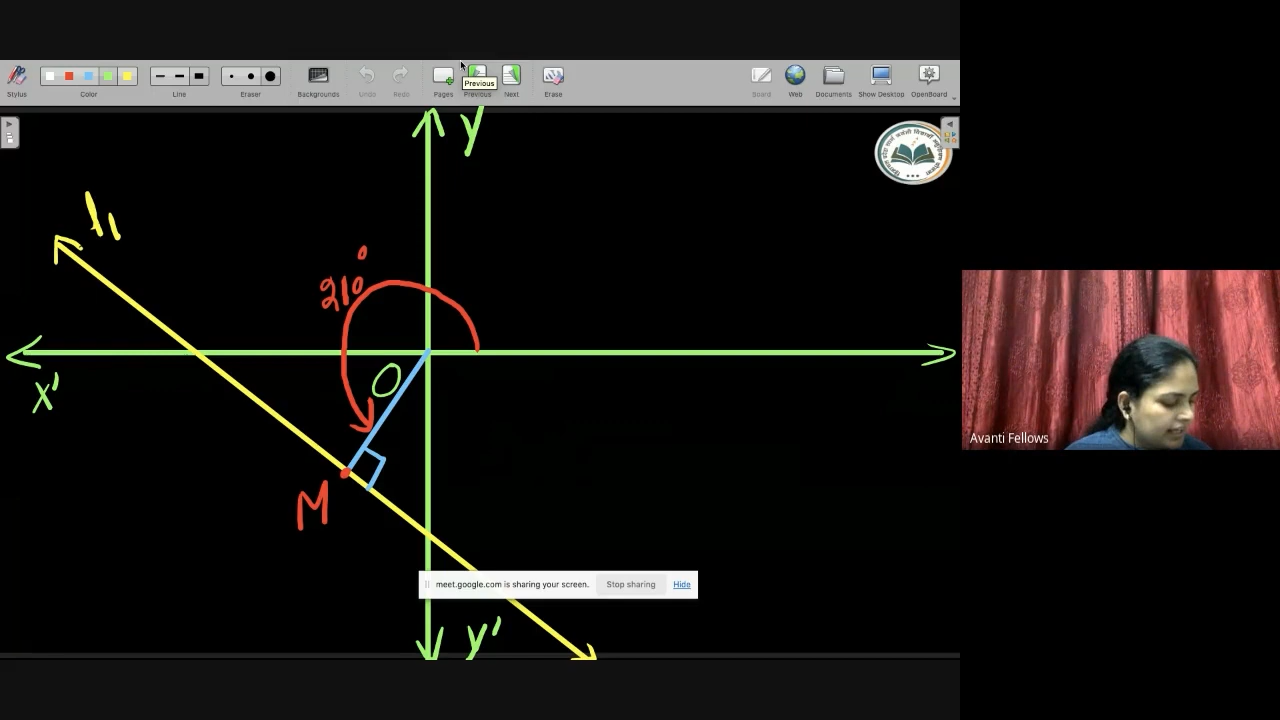 Previous
Stylus
Color
Line
Eraser
Backgrounds
Undo
Redo
Pages
Previous
Next
Erase
Board
Web
Documents
Show Desktop
OpenBoard
y
l1
210°
O
x'
M
Avanti Fellows
meet.google.com is sharing your screen.
Stop sharing
Hide
y'